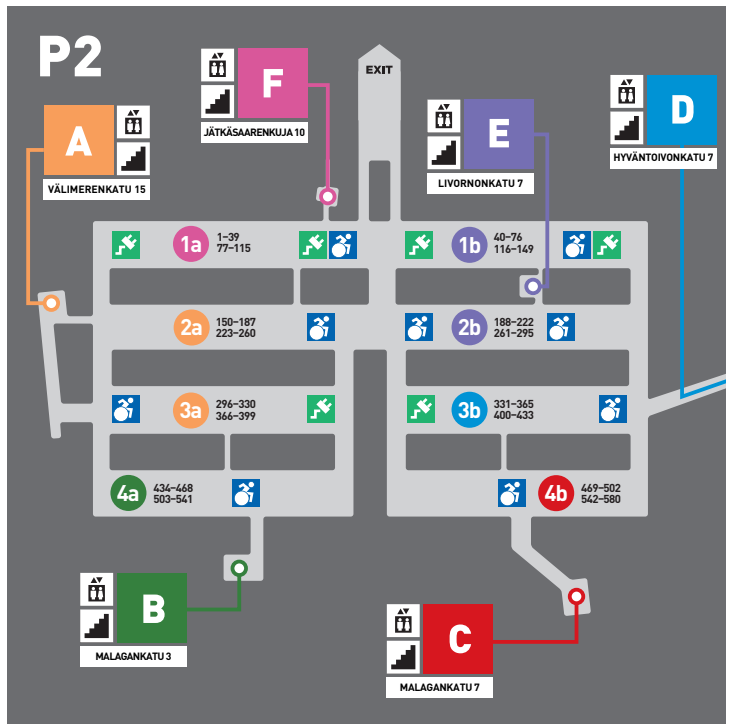 P2
EXIT
F
JÄTKÄSAARENKUJA 10
A
VÄLIMERENKATU 15
E
LIVORNONKATU 7
D
HYVÄNTOIVONKATU 7
1a
1–39
77–115
1b
40–76
116–149
2a
150–187
223–260
2b
188–222
261–295
3a
296–330
366–399
3b
331–365
400–433
4a
434–468
503–541
4b
469–502
542–580
B
MALAGANKATU 3
C
MALAGANKATU 7